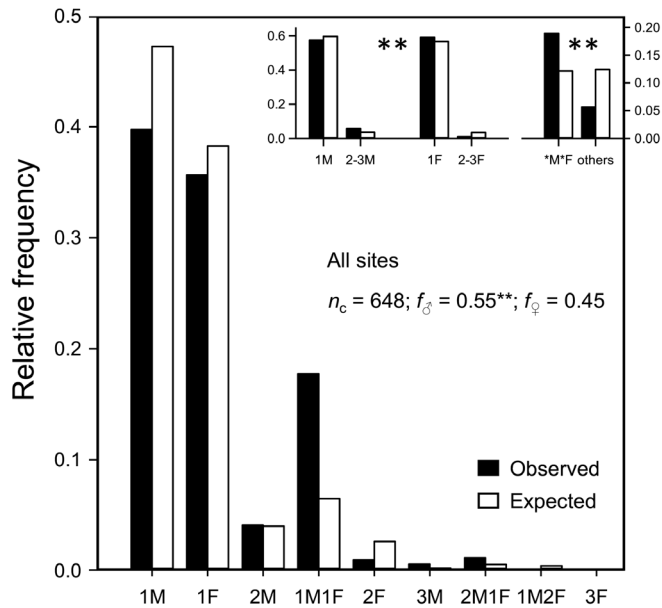 0.5
0.4
0.3
0.2
0.1
0.0
Relative frequency
0.6
0.4
0.2
0.0
**
1M 2-3M 1F 2-3F
**
0.20
0.15
0.10
0.05
0.00
*M*F others
All sites
n_c = 648; f_♂ = 0.55**; f_♀ = 0.45
Observed
Expected
1M 1F 2M 1M1F 2F 3M 2M1F 1M2F 3F